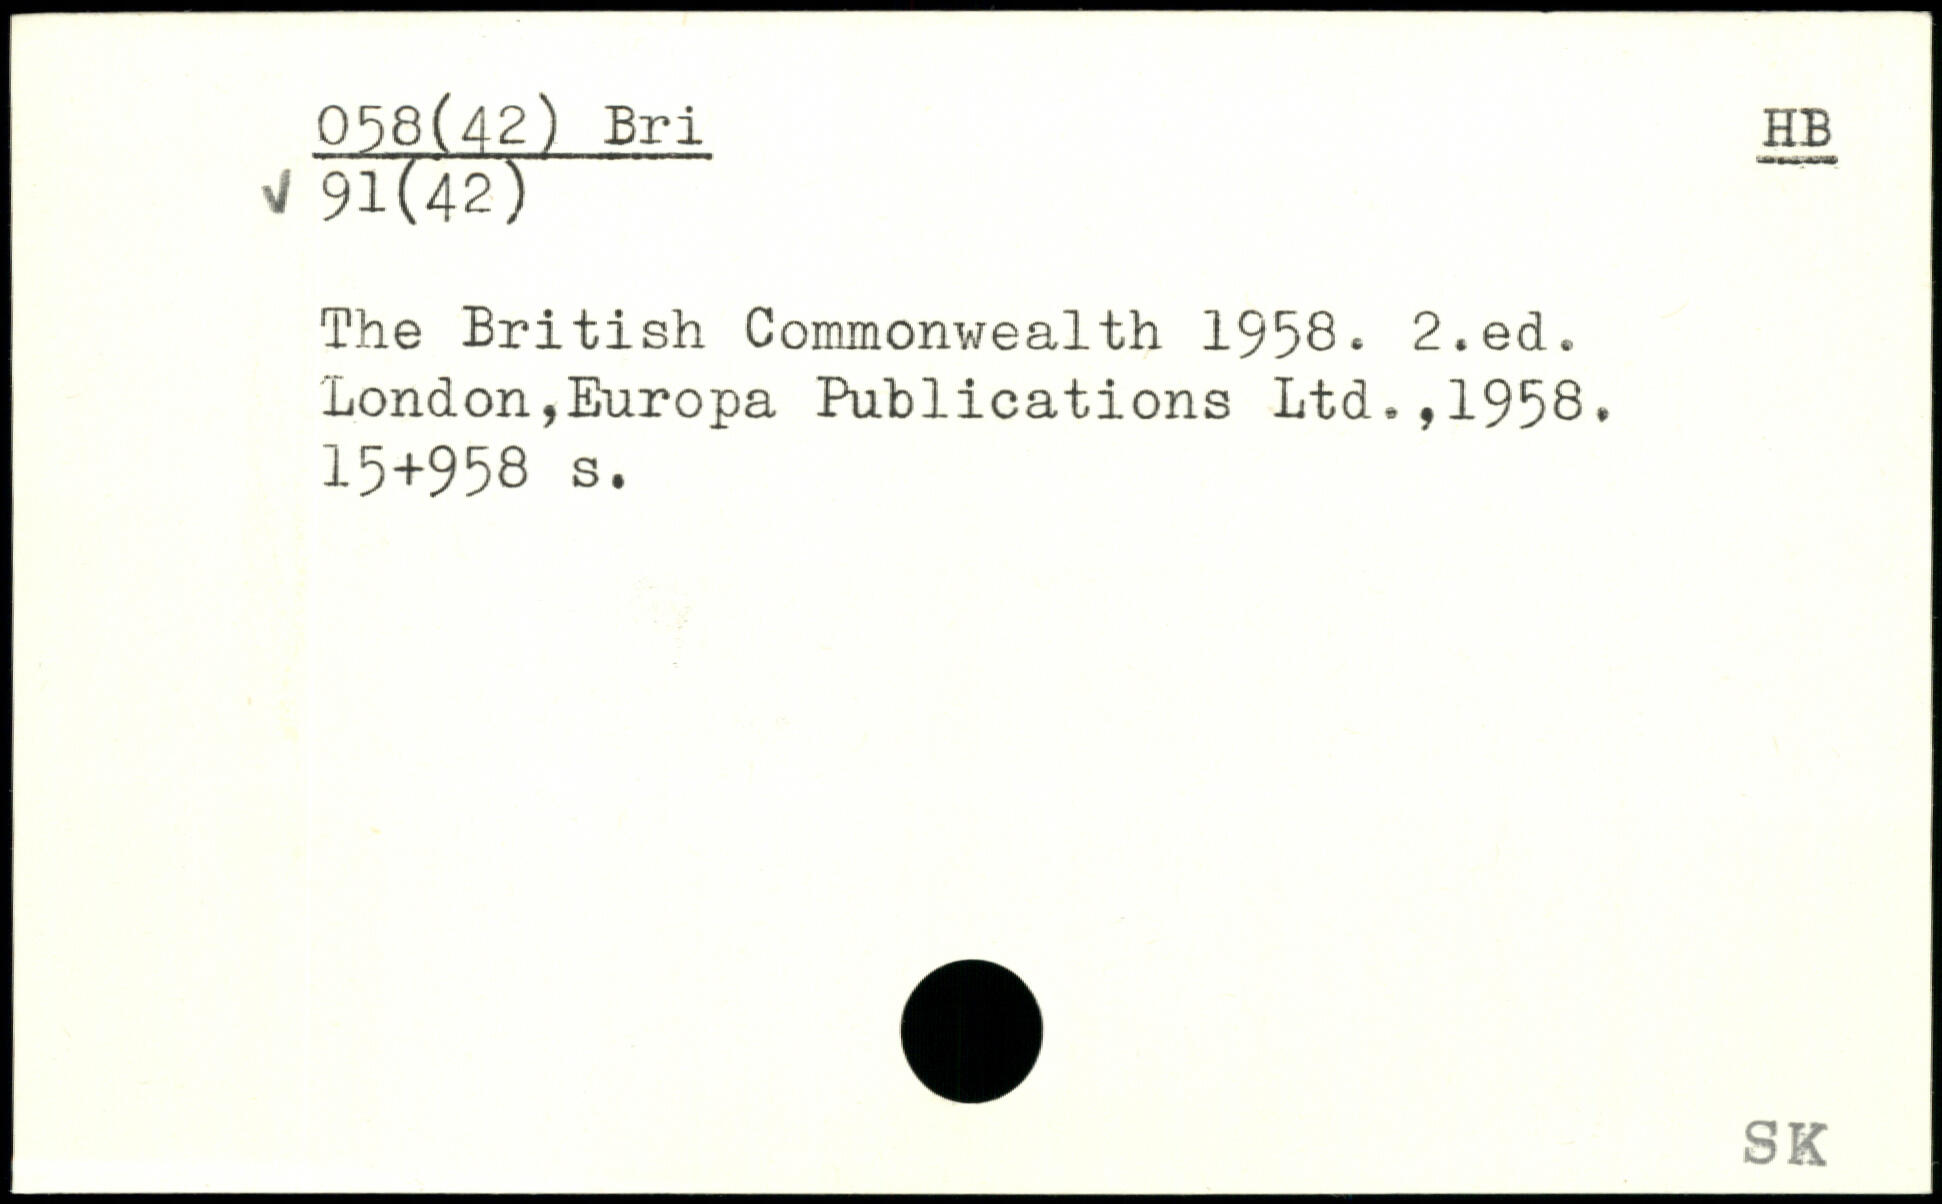 058(42) Bri HB
✓ 91(42)
The British Commonwealth 1958. 2.ed.
London,Europa Publications Ltd.,1958.
15+958 s.
SK